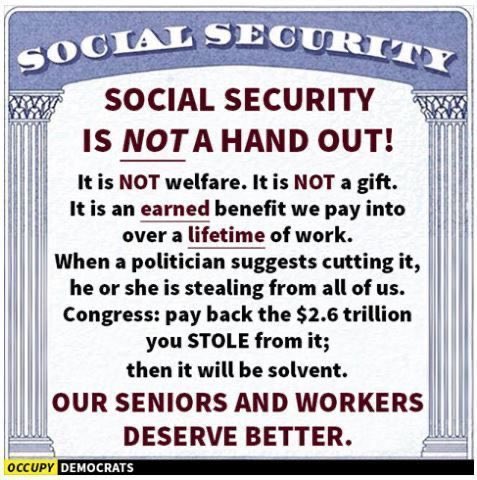 SOCIAL SECURITY
SOCIAL SECURITY
IS NOT A HAND OUT!
It is NOT welfare. It is NOT a gift.
It is an earned benefit we pay into
over a lifetime of work.
When a politician suggests cutting it,
he or she is stealing from all of us.
Congress: pay back the $2.6 trillion
you STOLE from it;
then it will be solvent.
OUR SENIORS AND WORKERS
DESERVE BETTER.
OCCUPY DEMOCRATS